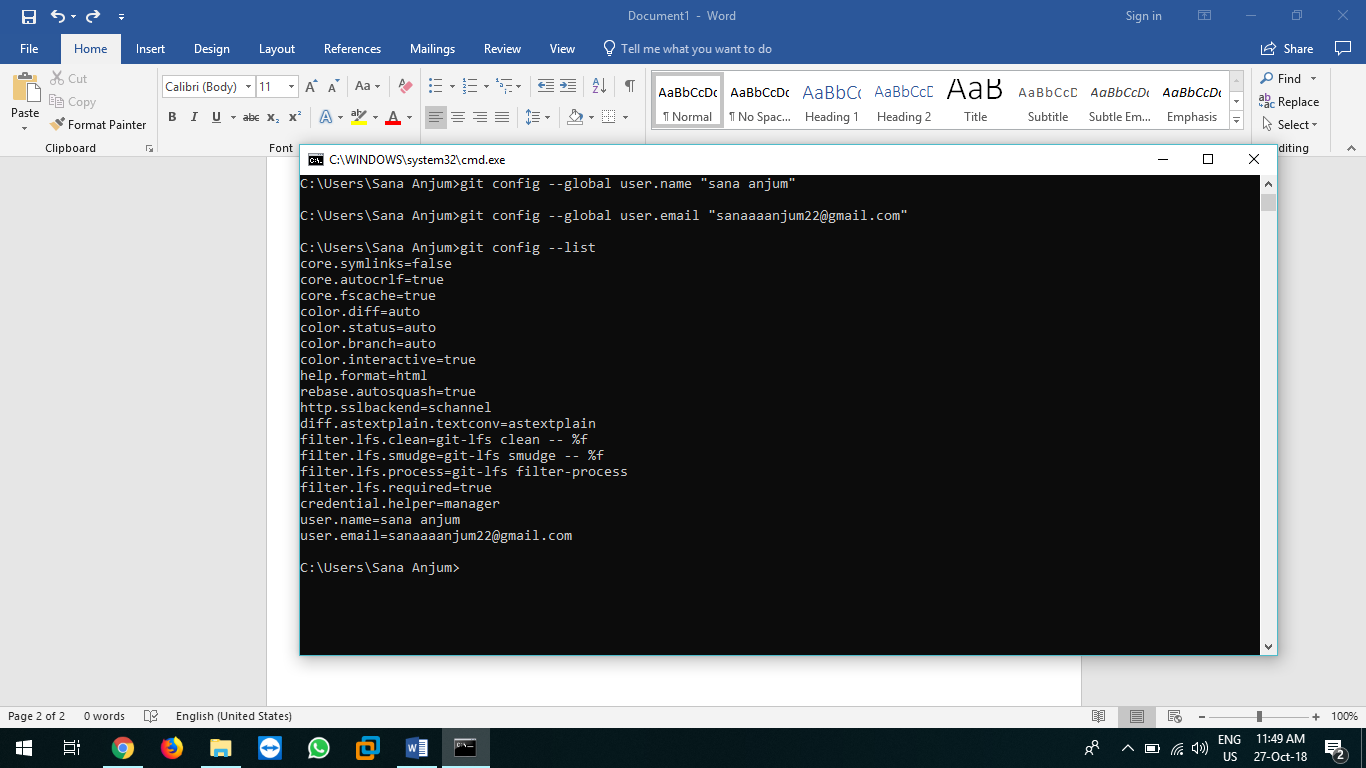 Document1 - Word
Sign in
File Home Insert Design Layout References Mailings Review View Tell me what you want to do
Share
Paste
Cut
Copy
Format Painter
Clipboard
Calibri (Body) 11
Aa
B I U abc x₂ x²
A ab A
Font
AaBbCcDc AaBbCcDc AaBbCc AaBbCcD AaB AaBbCcD AaBbCcDc AaBbCcDc
¶ Normal ¶ No Spac... Heading 1 Heading 2 Title Subtitle Subtle Em... Emphasis
Find
Replace
Select
diting
C:\WINDOWS\system32\cmd.exe
C:\Users\Sana Anjum>git config --global user.name "sana anjum"
C:\Users\Sana Anjum>git config --global user.email "sanaaaanjum22@gmail.com"
C:\Users\Sana Anjum>git config --list
core.symlinks=false
core.autocrlf=true
core.fscache=true
color.diff=auto
color.status=auto
color.branch=auto
color.interactive=true
help.format=html
rebase.autosquash=true
http.sslbackend=schannel
diff.astextplain.textconv=astextplain
filter.lfs.clean=git-lfs clean -- %f
filter.lfs.smudge=git-lfs smudge -- %f
filter.lfs.process=git-lfs filter-process
filter.lfs.required=true
credential.helper=manager
user.name=sana anjum
user.email=sanaaaanjum22@gmail.com
C:\Users\Sana Anjum>
Page 2 of 2 0 words English (United States)
100%
ENG
US
11:49 AM
27-Oct-18
2